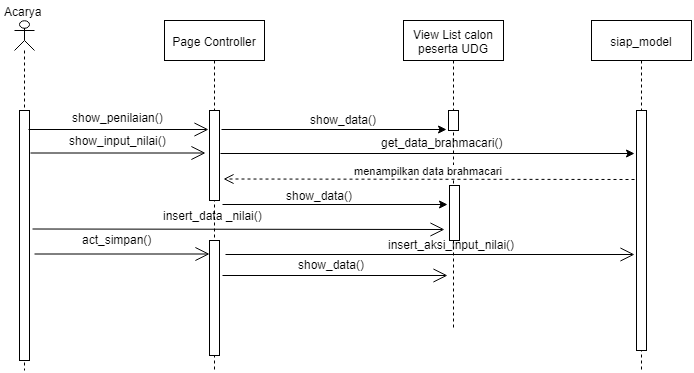 Acarya
Page Controller
View List calon
peserta UDG
siap_model
show_penilaian()
show_data()
show_input_nilai()
get_data_brahmacari()
menampilkan data brahmacari
show_data()
insert_data _nilai()
act_simpan()
insert_aksi_input_nilai()
show_data()